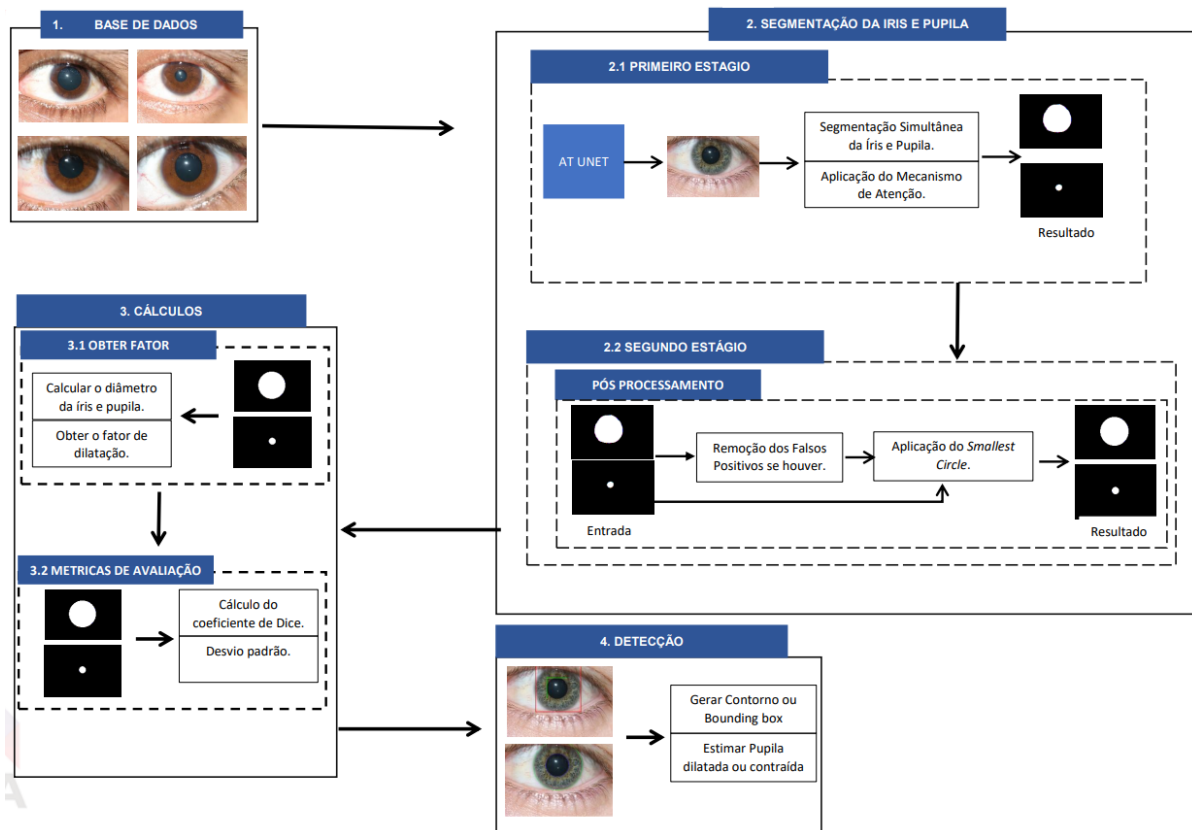 1. BASE DE DADOS
2. SEGMENTAÇÃO DA IRIS E PUPILA
2.1 PRIMEIRO ESTAGIO
AT UNET
Segmentação Simultânea
da Íris e Pupila.
Aplicação do Mecanismo
de Atenção.
Resultado
2.2 SEGUNDO ESTÁGIO
PÓS PROCESSAMENTO
Remoção dos Falsos
Positivos se houver.
Aplicação do Smallest
Circle.
Entrada
Resultado
3. CÁLCULOS
3.1 OBTER FATOR
Calcular o diâmetro
da íris e pupila.
Obter o fator de
dilatação.
3.2 METRICAS DE AVALIAÇÃO
Cálculo do
coeficiente de Dice.
Desvio padrão.
4. DETECÇÃO
Gerar Contorno ou
Bounding box
Estimar Pupila
dilatada ou contraída